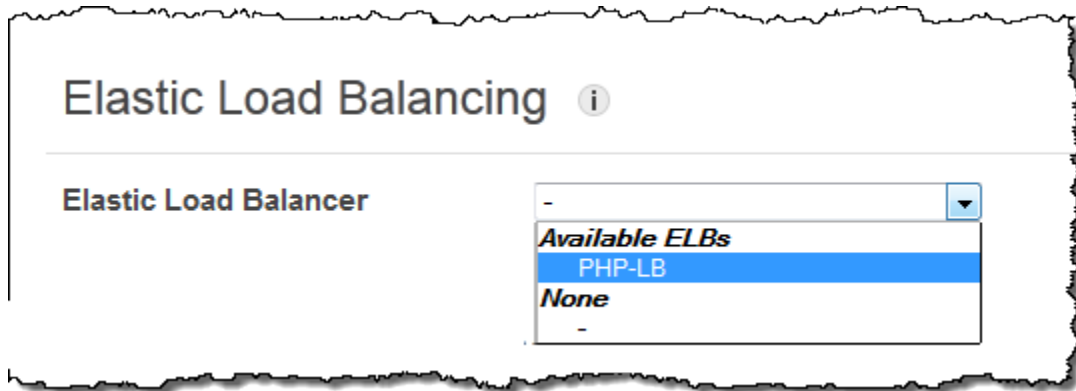 Elastic Load Balancing i
Elastic Load Balancer -
Available ELBs
PHP-LB
None
-